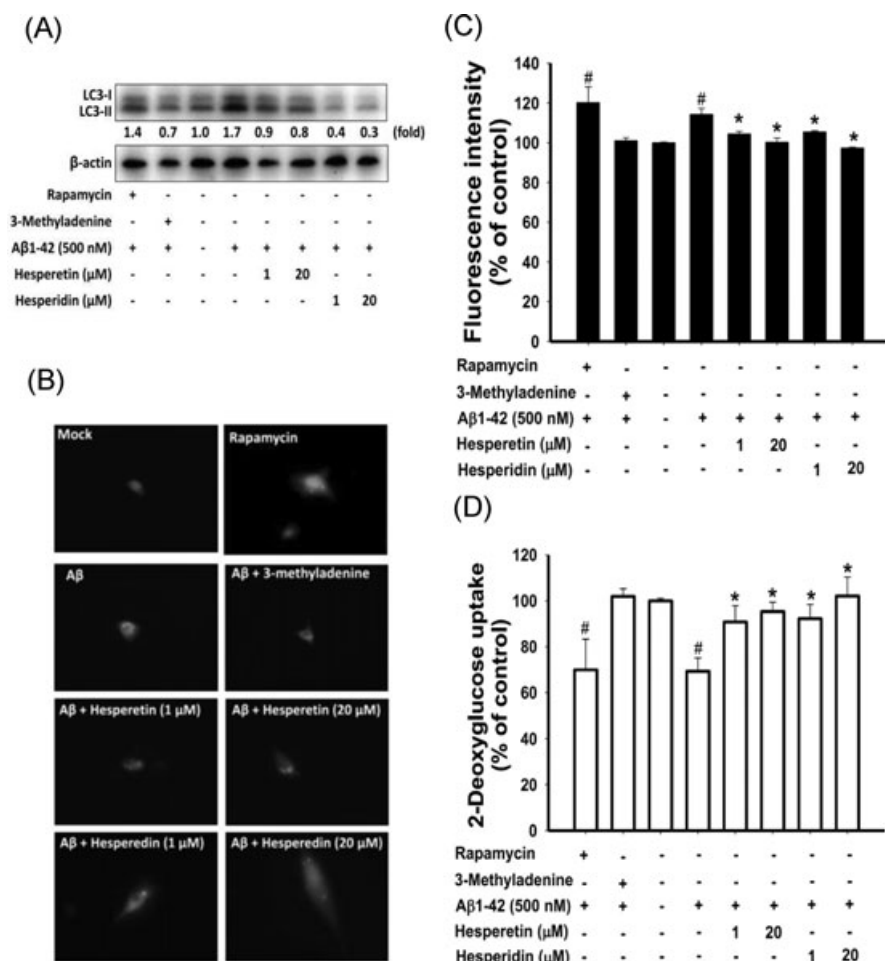 (A)
LC3-I
LC3-II
1.4 0.7 1.0 1.7 0.9 0.8 0.4 0.3 (fold)
β-actin
Rapamycin + - - - - - - -
3-Methyladenine - + - - - - - -
Aβ1-42 (500 nM) + + - + + + + +
Hesperetin (μM) - - - - 1 20 - -
Hesperidin (μM) - - - - - - 1 20
(B)
Mock
Rapamycin
Aβ
Aβ + 3-methyladenine
Aβ + Hesperetin (1 μM)
Aβ + Hesperetin (20 μM)
Aβ + Hesperedin (1 μM)
Aβ + Hesperedin (20 μM)
(C)
Fluorescence intensity
(% of control)
140
120
100
80
60
40
20
0
# # * * * *
Rapamycin + - - - - - - -
3-Methyladenine - + - - - - - -
Aβ1-42 (500 nM) + + - + + + + +
Hesperetin (μM) - - - - 1 20 - -
Hesperidin (μM) - - - - - - 1 20
(D)
2-Deoxyglucose uptake
(% of control)
120
100
80
60
40
20
0
# # * * * *
Rapamycin + - - - - - - -
3-Methyladenine - + - - - - - -
Aβ1-42 (500 nM) + + - + + + + +
Hesperetin (μM) - - - - 1 20 - -
Hesperidin (μM) - - - - - - 1 20